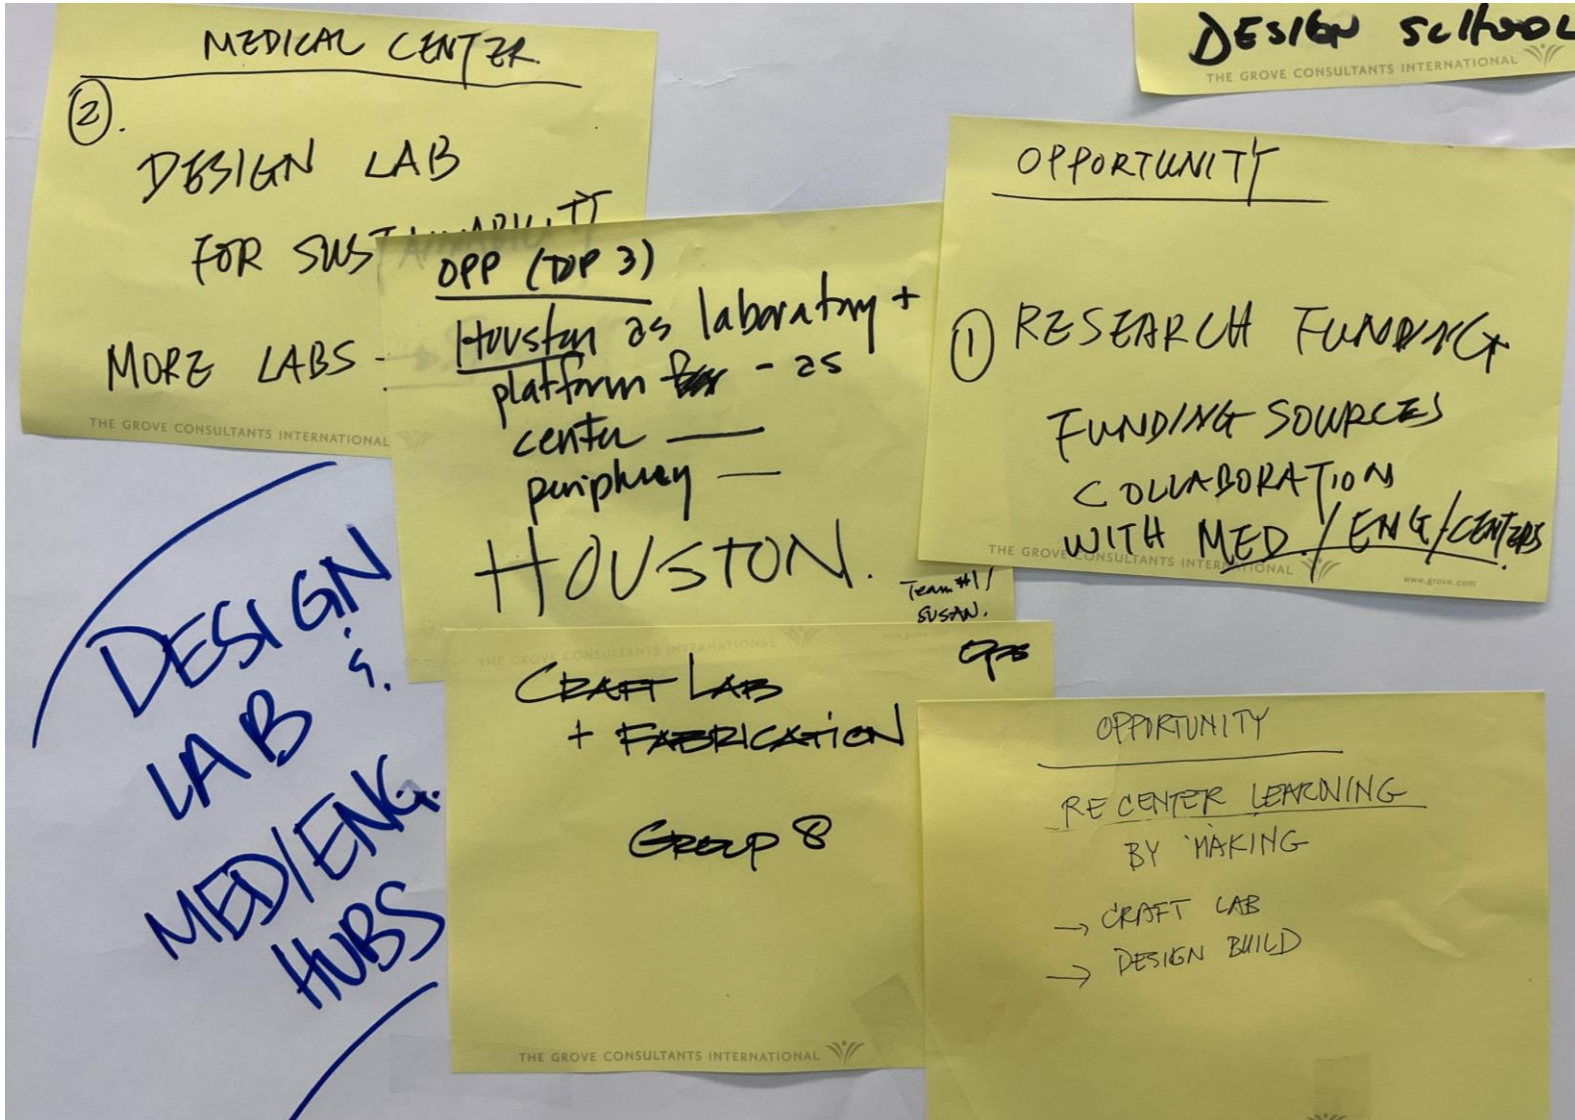 MEDICAL CENTER.
2.
DESIGN LAB
FOR SUSTAINABILITY
MORE LABS -
THE GROVE CONSULTANTS INTERNATIONAL
DESIGN SCHOOL
THE GROVE CONSULTANTS INTERNATIONAL
OPP (TOP 3)
Houston as laboratory +
platform - as
center —
periphery —
HOUSTON.
Team #1/
SUSAN.
THE GROVE CONSULTANTS INTERNATIONAL
OPPORTUNITY
1 RESEARCH FUNDING
FUNDING SOURCES
COLLABORATION
WITH MED./ENG/CENTERS
THE GROVE CONSULTANTS INTERNATIONAL
www.grove.com
DESIGN
LAB &
MED/ENG.
HUBS
Ops
CRAFT LAB
+ FABRICATION
GROUP 8
THE GROVE CONSULTANTS INTERNATIONAL
OPPORTUNITY
RECENTER LEARNING
BY MAKING
→ CRAFT LAB
→ DESIGN BUILD